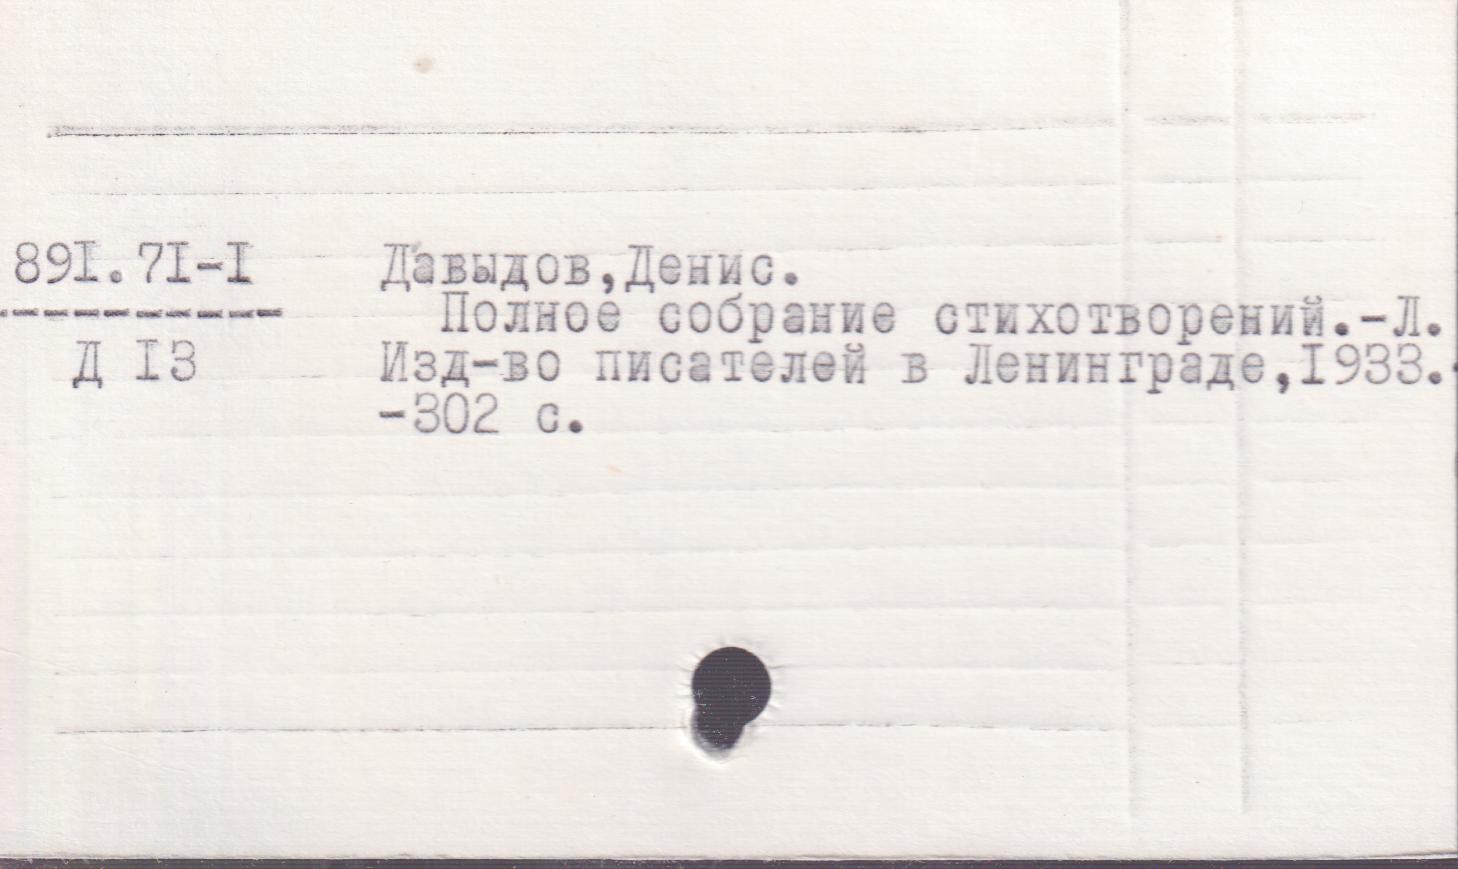 891.71-1 Давыдов,Денис.
---------- Полное собрание стихотворений.-Л.
Д 13 Изд-во писателей в Ленинграде,1933.-
-302 с.